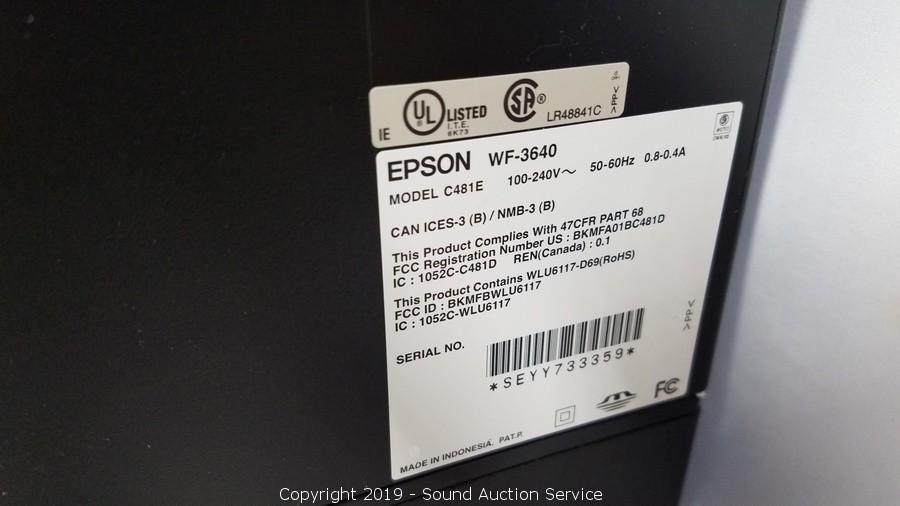 UL® LISTED
I.T.E.
6K73
IE
SA®
LR48841C
>PP<
EPSON WF-3640
MODEL C481E 100-240V～ 50-60Hz 0.8-0.4A
CAN ICES-3 (B) / NMB-3 (B)
This Product Complies With 47CFR PART 68
FCC Registration Number US : BKMFA01BC481D
IC : 1052C-C481D REN(Canada) : 0.1
This Product Contains WLU6117-D69(RoHS)
FCC ID : BKMFBWLU6117
IC : 1052C-WLU6117
>PP<
SERIAL NO.
*SEYY733359*
FC
MADE IN INDONESIA. PAT.P.
Copyright 2019 - Sound Auction Service